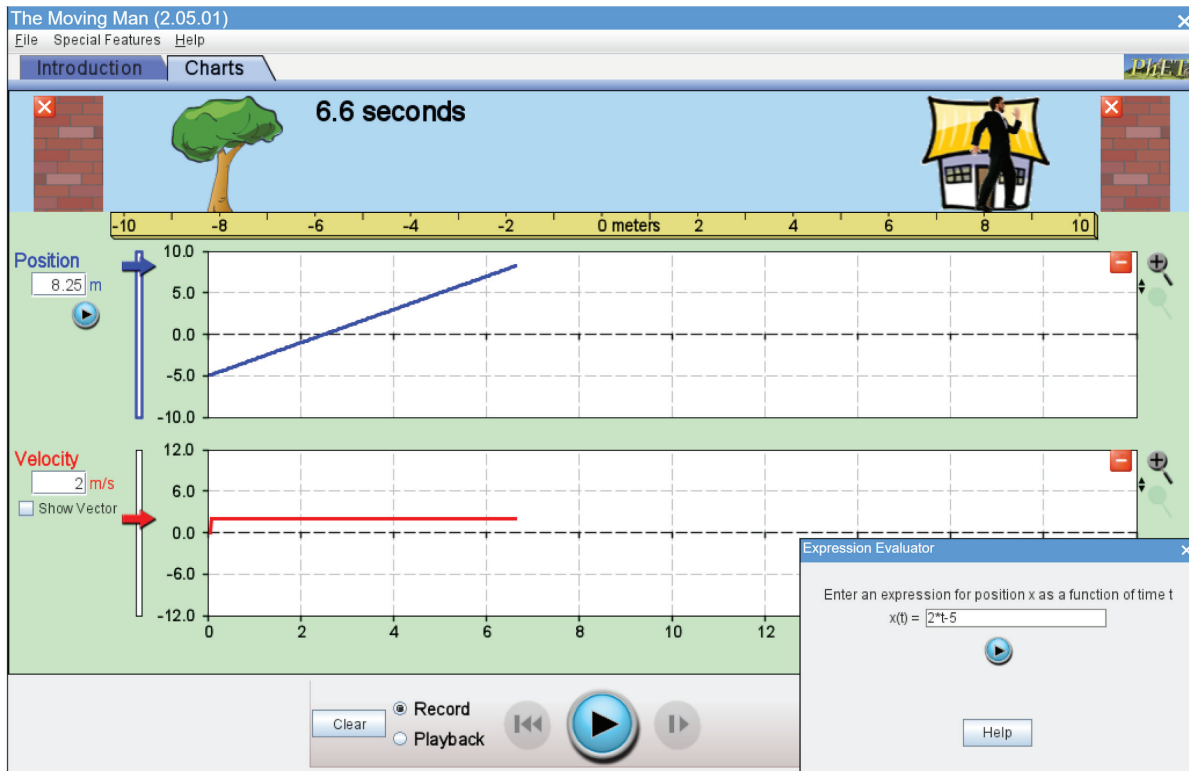 The Moving Man (2.05.01)
File Special Features Help
Introduction Charts
PhET
6.6 seconds
-10 -8 -6 -4 -2 0 meters 2 4 6 8 10
Position
8.25 m
10.0
5.0
0.0
-5.0
-10.0
Velocity
2 m/s
Show Vector
12.0
6.0
0.0
-6.0
-12.0
0 2 4 6 8 10 12
Expression Evaluator
Enter an expression for position x as a function of time t
x(t) = 2*t-5
Help
Clear
Record
Playback